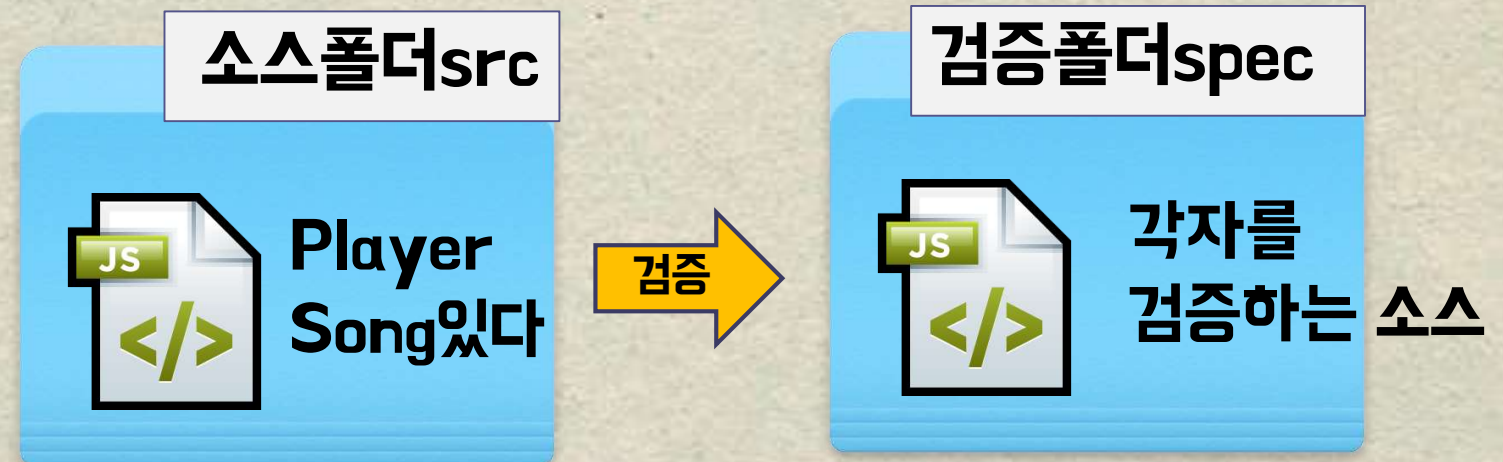 소스폴더src
검증폴더spec
JS
</>
Player
Song있다
검증
JS
</>
각자를
검증하는 소스